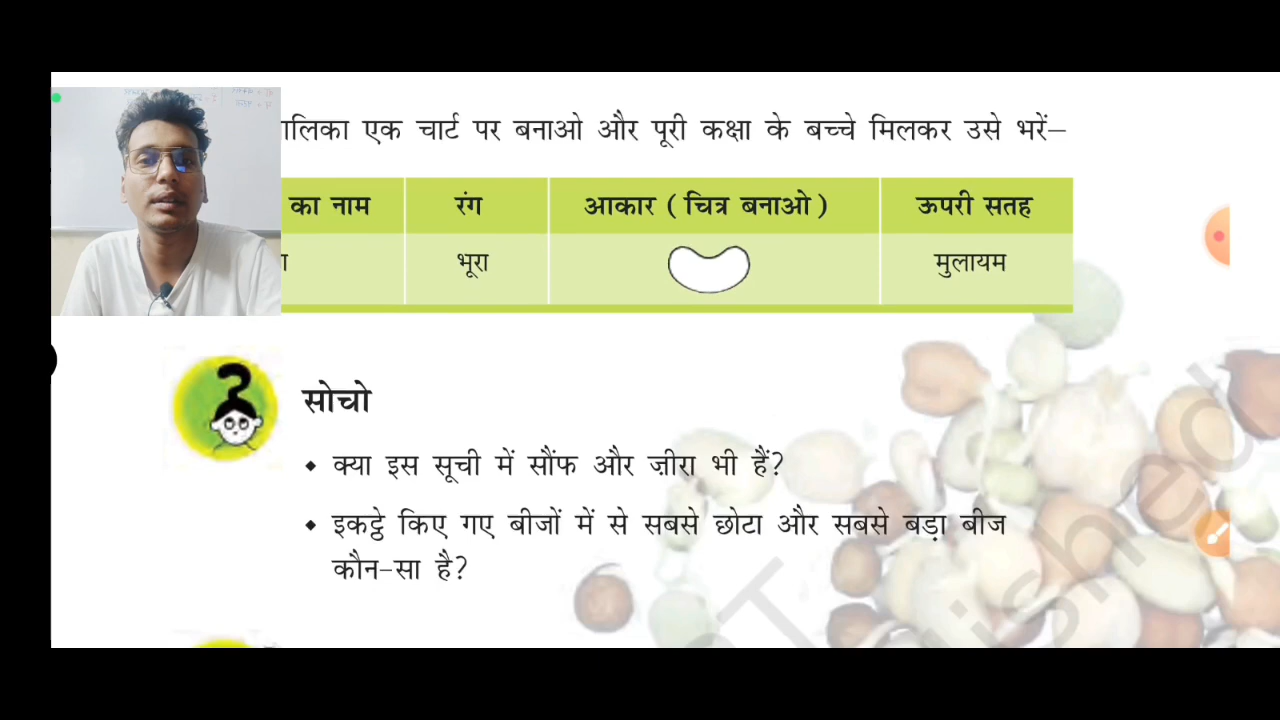 ालिका एक चार्ट पर बनाओ और पूरी कक्षा के बच्चे मिलकर उसे भरें–
का नाम रंग आकार ( चित्र बनाओ ) ऊपरी सतह
भूरा मुलायम
सोचो
• क्या इस सूची में सौंफ और ज़ीरा भी हैं?
• इकट्ठे किए गए बीजों में से सबसे छोटा और सबसे बड़ा बीज
कौन-सा है?